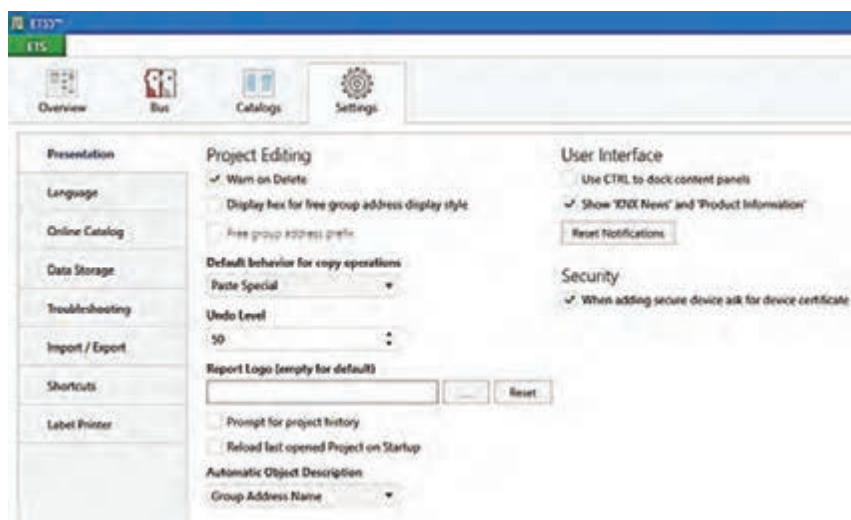 ETS5™
ETS
Overview
Bus
Catalogs
Settings
Presentation
Language
Online Catalog
Data Storage
Troubleshooting
Import / Export
Shortcuts
Label Printer
Project Editing
Warn on Delete
Display hex for free group address display style
Free group address prefix
Default behavior for copy operations
Paste Special
Undo Level
50
Report Logo (empty for default)
...
Reset
Prompt for project history
Reload last opened Project on Startup
Automatic Object Description
Group Address Name
User Interface
Use CTRL to dock content panels
Show 'KNX News' and 'Product Information'
Reset Notifications
Security
When adding secure device ask for device certificate